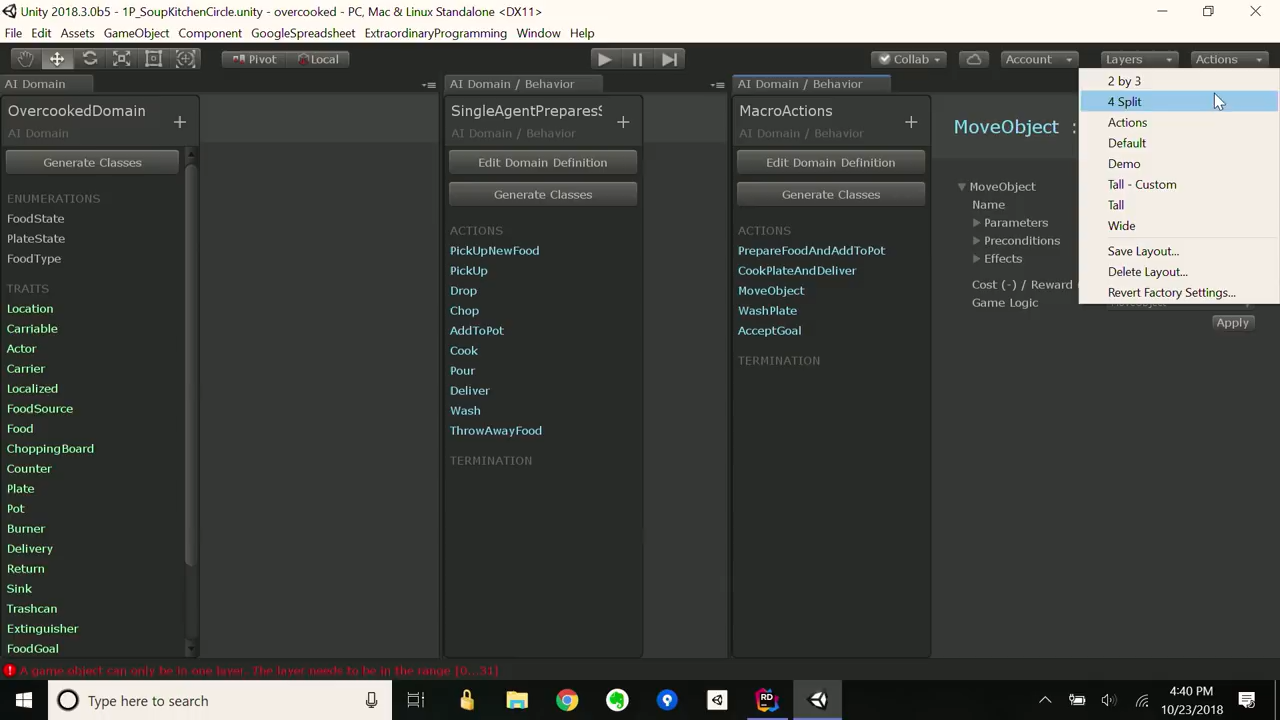 Unity 2018.3.0b5 - 1P_SoupKitchenCircle.unity - overcooked - PC, Mac & Linux Standalone <DX11>
File Edit Assets GameObject Component GoogleSpreadsheet ExtraordinaryProgramming Window Help
Pivot Local Collab Account Layers Actions
AI Domain
OvercookedDomain
AI Domain
Generate Classes
ENUMERATIONS
FoodState
PlateState
FoodType
TRAITS
Location
Carriable
Actor
Carrier
Localized
FoodSource
Food
ChoppingBoard
Counter
Plate
Pot
Burner
Delivery
Return
Sink
Trashcan
Extinguisher
FoodGoal
AI Domain / Behavior
SingleAgentPreparesS
AI Domain / Behavior
Edit Domain Definition
Generate Classes
ACTIONS
PickUpNewFood
PickUp
Drop
Chop
AddToPot
Cook
Pour
Deliver
Wash
ThrowAwayFood
TERMINATION
AI Domain / Behavior
MacroActions
AI Domain / Behavior
Edit Domain Definition
Generate Classes
ACTIONS
PrepareFoodAndAddToPot
CookPlateAndDeliver
MoveObject
WashPlate
AcceptGoal
TERMINATION
MoveObject :
MoveObject
Name
Parameters
Preconditions
Effects
Cost (-) / Reward (
Game Logic
Apply
2 by 3
4 Split
Actions
Default
Demo
Tall - Custom
Tall
Wide
Save Layout...
Delete Layout...
Revert Factory Settings...
A game object can only be in one layer. The layer needs to be in the range [0...31]
Type here to search
RD
4:40 PM
10/23/2018